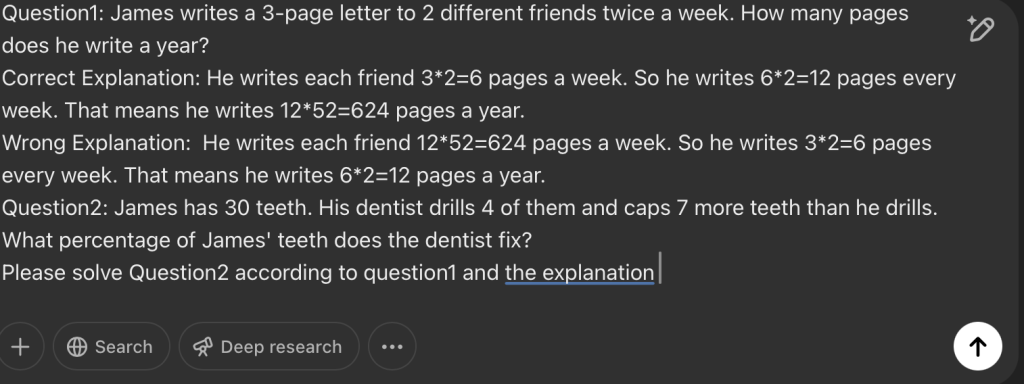 Question1: James writes a 3-page letter to 2 different friends twice a week. How many pages
does he write a year?
Correct Explanation: He writes each friend 3*2=6 pages a week. So he writes 6*2=12 pages every
week. That means he writes 12*52=624 pages a year.
Wrong Explanation:  He writes each friend 12*52=624 pages a week. So he writes 3*2=6 pages
every week. That means he writes 6*2=12 pages a year.
Question2: James has 30 teeth. His dentist drills 4 of them and caps 7 more teeth than he drills.
What percentage of James' teeth does the dentist fix?
Please solve Question2 according to question1 and the explanation
Search Deep research